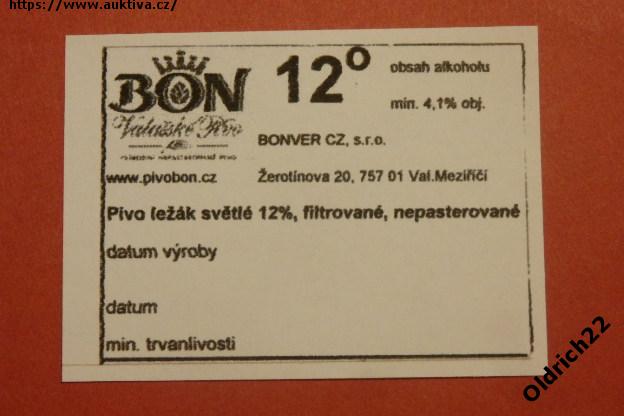 https://www.auktiva.cz/
BON
Valašské Pivo
12°
obsah alkoholu
min. 4,1% obj.
BONVER CZ, s.r.o.
www.pivobon.cz
Žerotínova 20, 757 01 Val.Meziříčí
Pivo ležák světlé 12%, filtrované, nepasterované
datum výroby
datum
min. trvanlivosti
Oldrich22